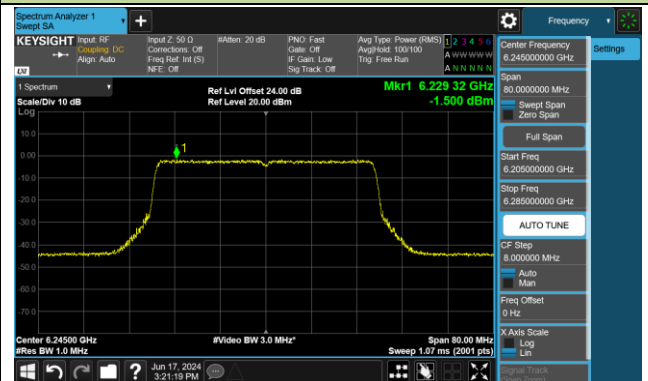 Spectrum Analyzer 1
Swept SA
Frequency
KEYSIGHT
Input: RF
Coupling: DC
Align: Auto
Input Z: 50 Ω
Corrections: Off
Freq Ref: Int (S)
NFE: Off
#Atten: 20 dB
PNO: Fast
Gate: Off
IF Gain: Low
Sig Track: Off
Avg Type: Power (RMS)
Avg|Hold: 100/100
Trig: Free Run
1 2 3 4 5 6
A W W W W W
A N N N N N
LXI
1 Spectrum
Scale/Div 10 dB
Log
Ref Lvl Offset 24.00 dB
Ref Level 20.00 dBm
Mkr1 6.229 32 GHz
-1.500 dBm
10.0
0.00
1
-10.0
-20.0
-30.0
-40.0
-50.0
-60.0
-70.0
Center 6.24500 GHz
#Res BW 1.0 MHz
#Video BW 3.0 MHz*
Span 80.00 MHz
Sweep 1.07 ms (2001 pts)
Jun 17, 2024
3:21:19 PM
Center Frequency
6.245000000 GHz
Settings
Span
80.0000000 MHz
Swept Span
Zero Span
Full Span
Start Freq
6.205000000 GHz
Stop Freq
6.285000000 GHz
AUTO TUNE
CF Step
8.000000 MHz
Auto
Man
Freq Offset
0 Hz
X Axis Scale
Log
Lin
Signal Track
(Span Zoom)